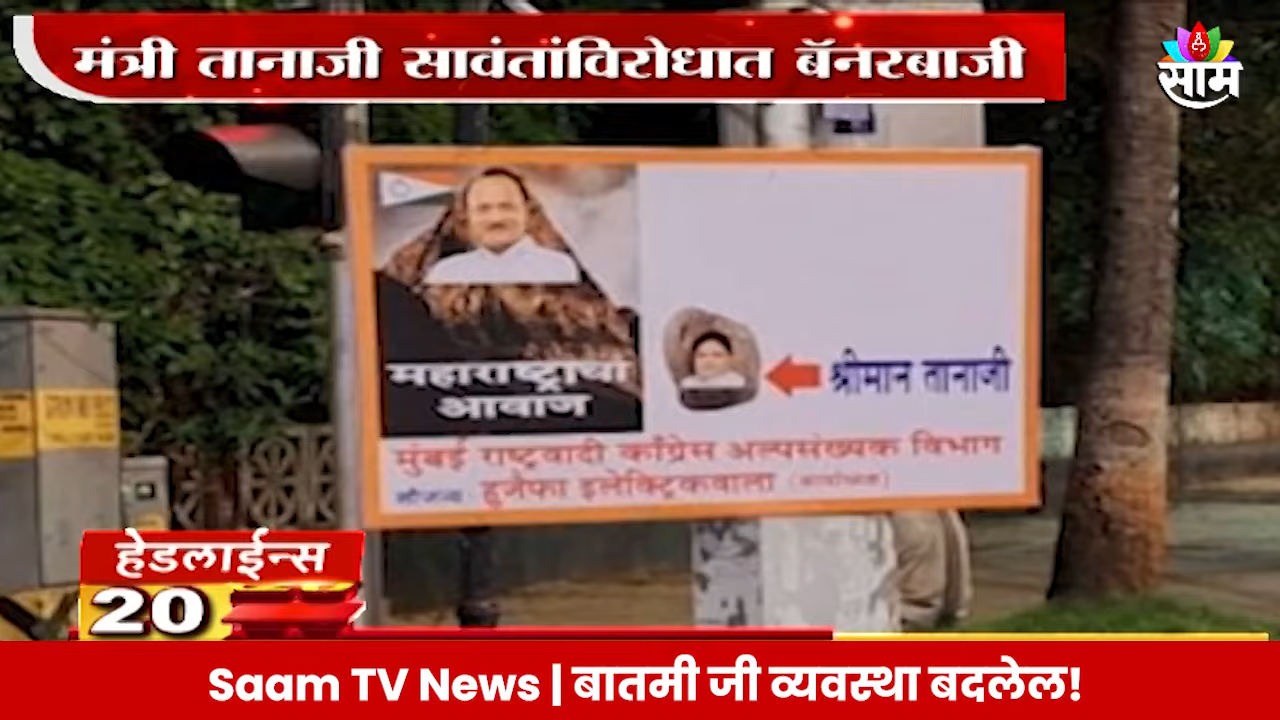 मंत्री तानाजी सावंतांविरोधात बॅनरबाजी
साम
महाराष्ट्राचा
आवाज
श्रीमान तानाजी
मुंबई राष्ट्रवादी काँग्रेस अल्पसंख्यक विभाग
सौजन्य हुजेफा इलेक्ट्रिकवाला
हेडलाईन्स
20
Saam TV News | बातमी जी व्यवस्था बदलेल!